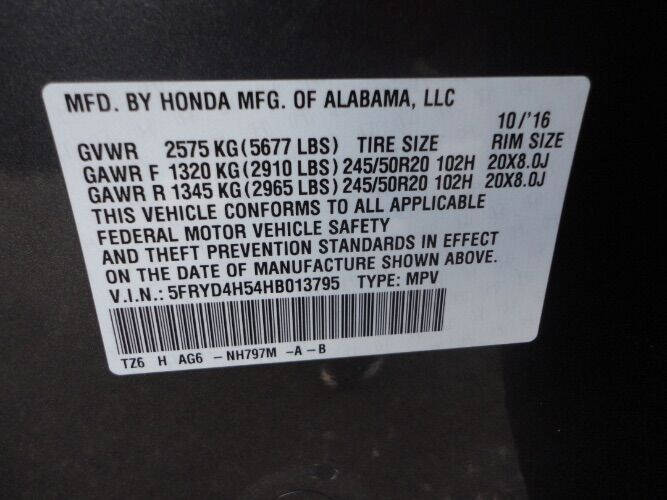 MFD. BY HONDA MFG. OF ALABAMA, LLC
10/'16
GVWR 2575 KG(5677 LBS) TIRE SIZE RIM SIZE
GAWR F 1320 KG(2910 LBS) 245/50R20 102H 20X8.0J
GAWR R 1345 KG(2965 LBS) 245/50R20 102H 20X8.0J
THIS VEHICLE CONFORMS TO ALL APPLICABLE
FEDERAL MOTOR VEHICLE SAFETY
AND THEFT PREVENTION STANDARDS IN EFFECT
ON THE DATE OF MANUFACTURE SHOWN ABOVE.
V.I.N.: 5FRYD4H54HB013795 TYPE: MPV
TZ6 H AG6 - NH797M -A-B